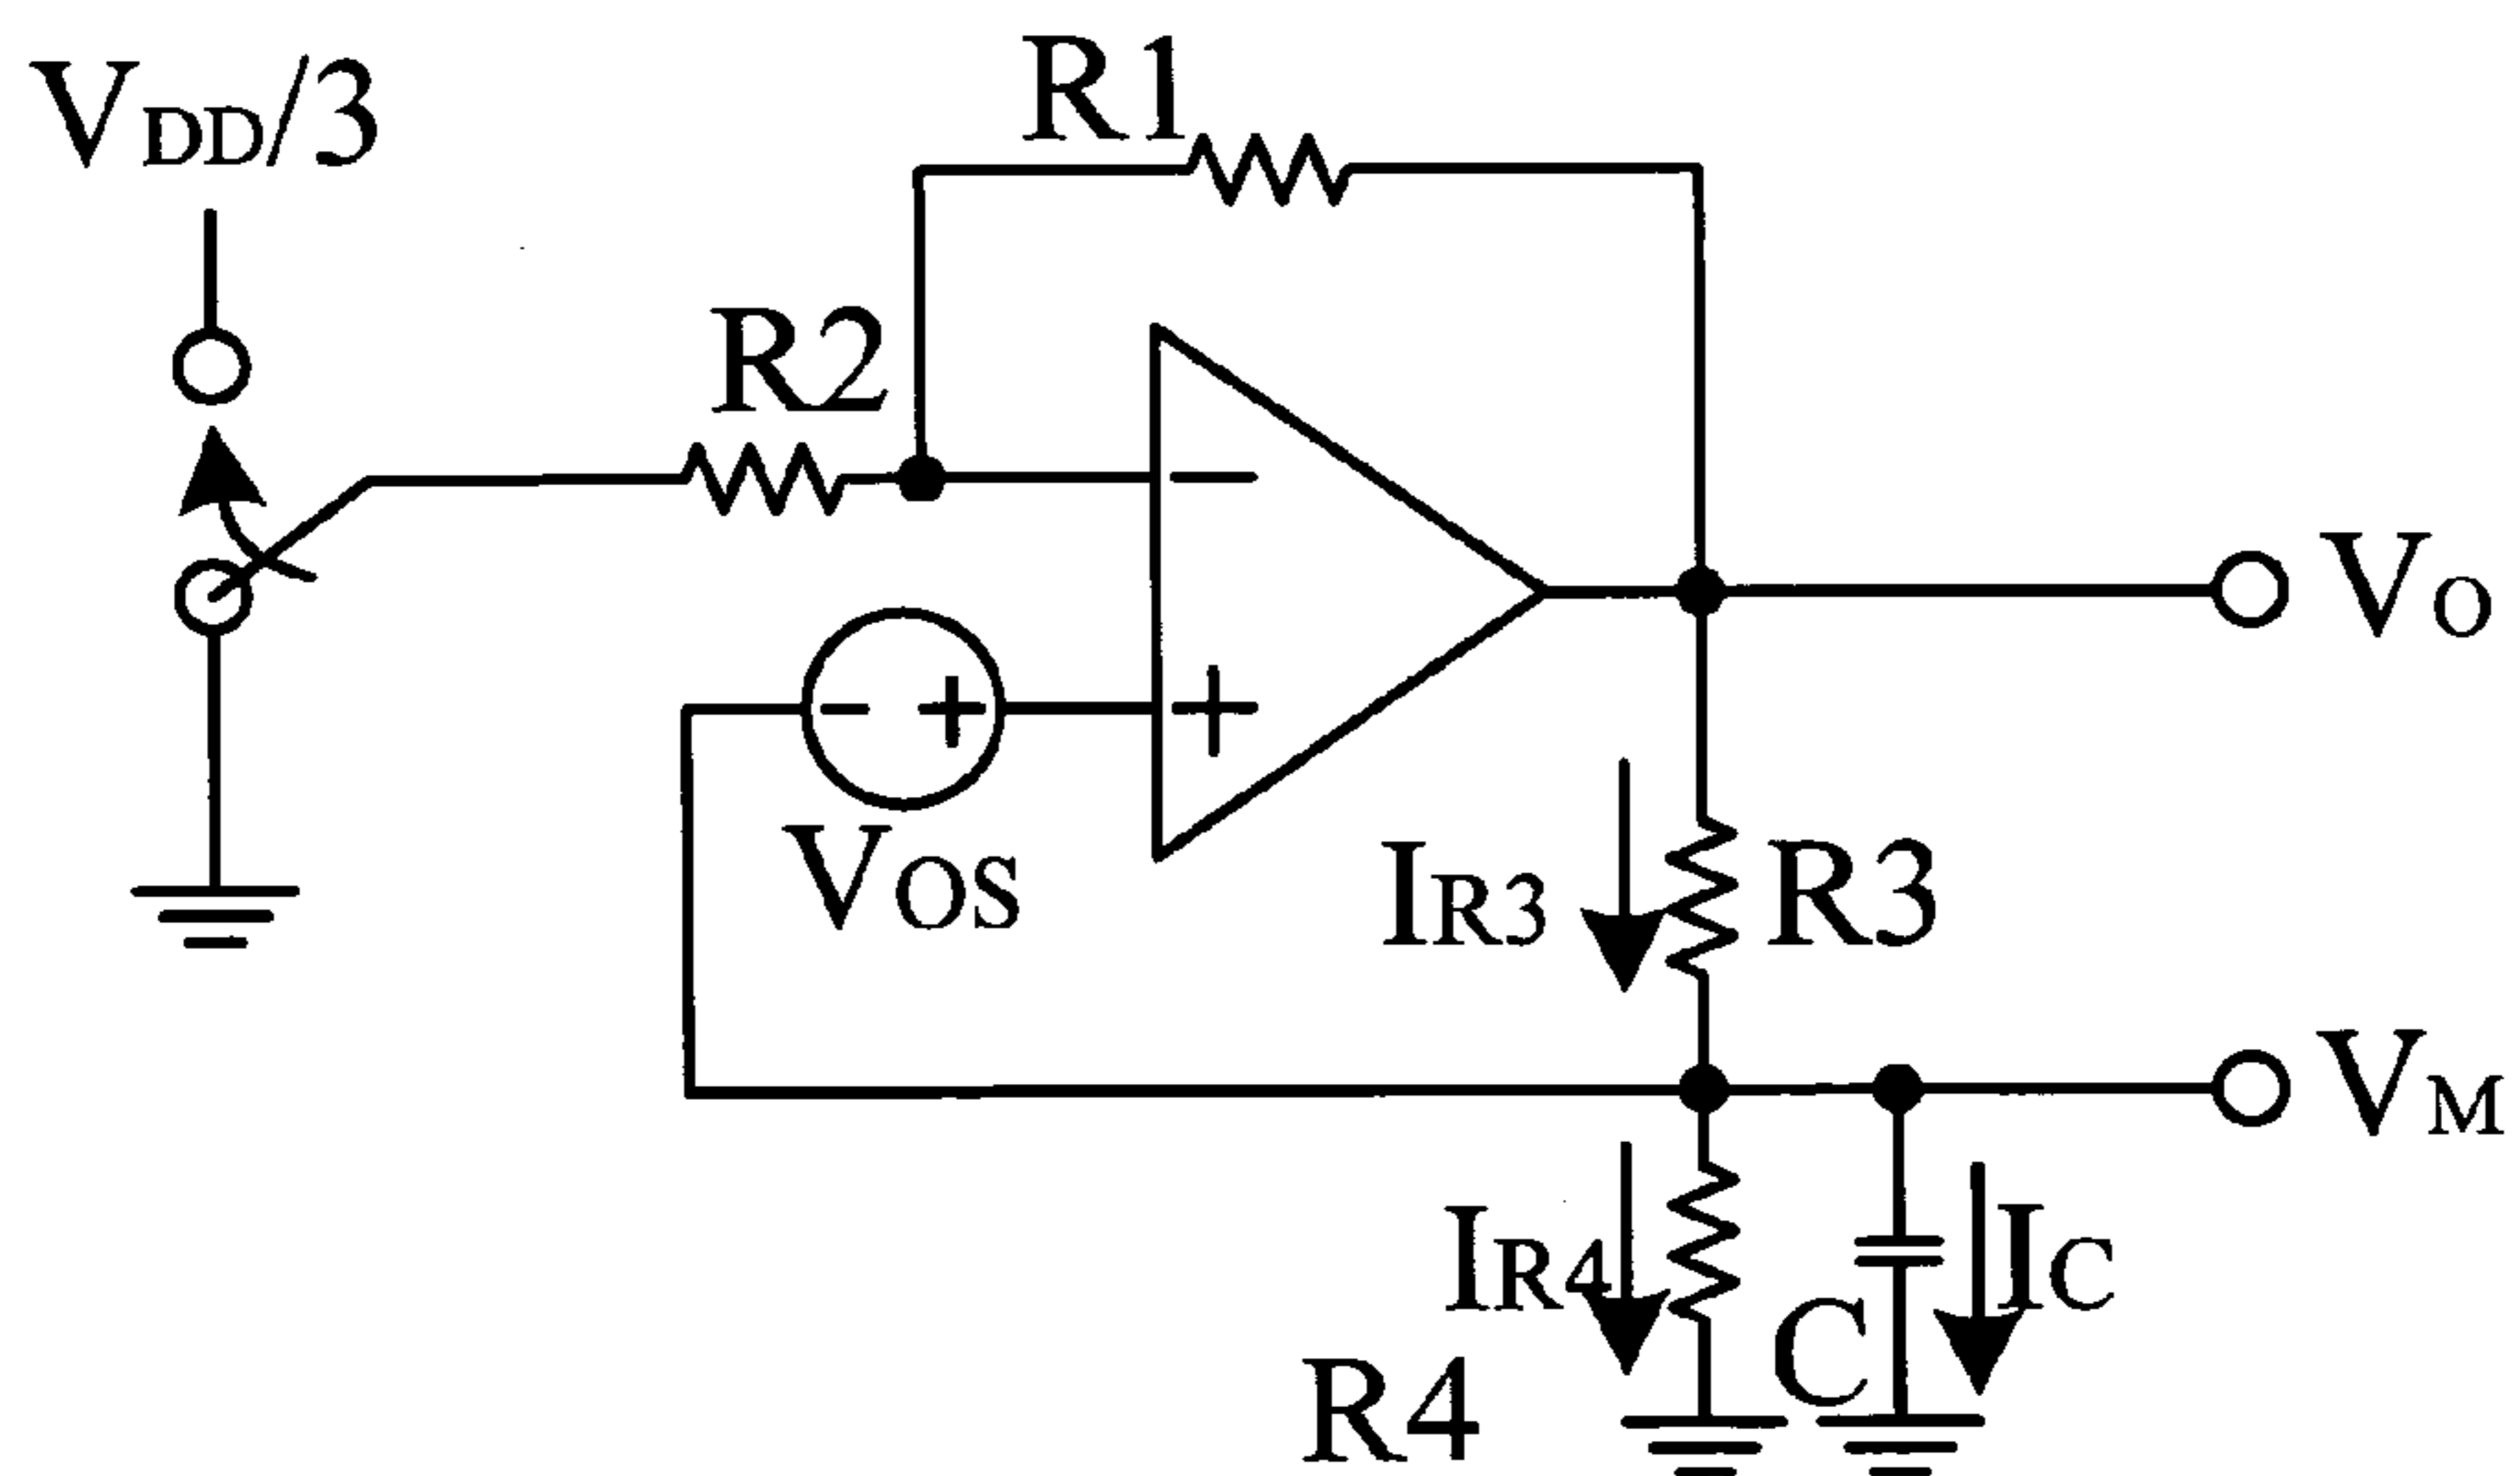 R1
VDD/3
R2
VO
−
− +
+
VOS
IR3
R3
VM
IR4
IC
C
R4